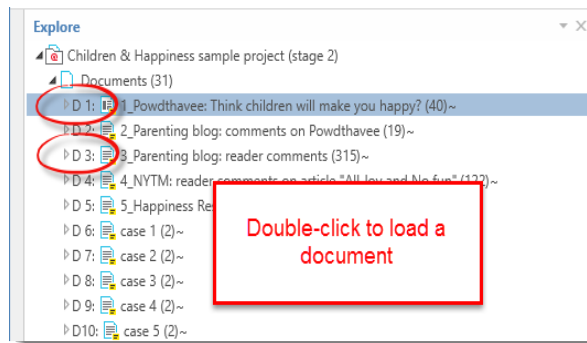 Explore
Children & Happiness sample project (stage 2)
Documents (31)
D 1: 1_Powdthavee: Think children will make you happy? (40)~
D 2: 2_Parenting blog: comments on Powdthavee (19)~
D 3: 3_Parenting blog: reader comments (315)~
D 4: 4_NYTM: reader comments on article "All Joy and No fun" (122)~
D 5: 5_Happiness Re
D 6: case 1 (2)~
D 7: case 2 (2)~
D 8: case 3 (2)~
D 9: case 4 (2)~
D10: case 5 (2)~
Double-click to load a
document